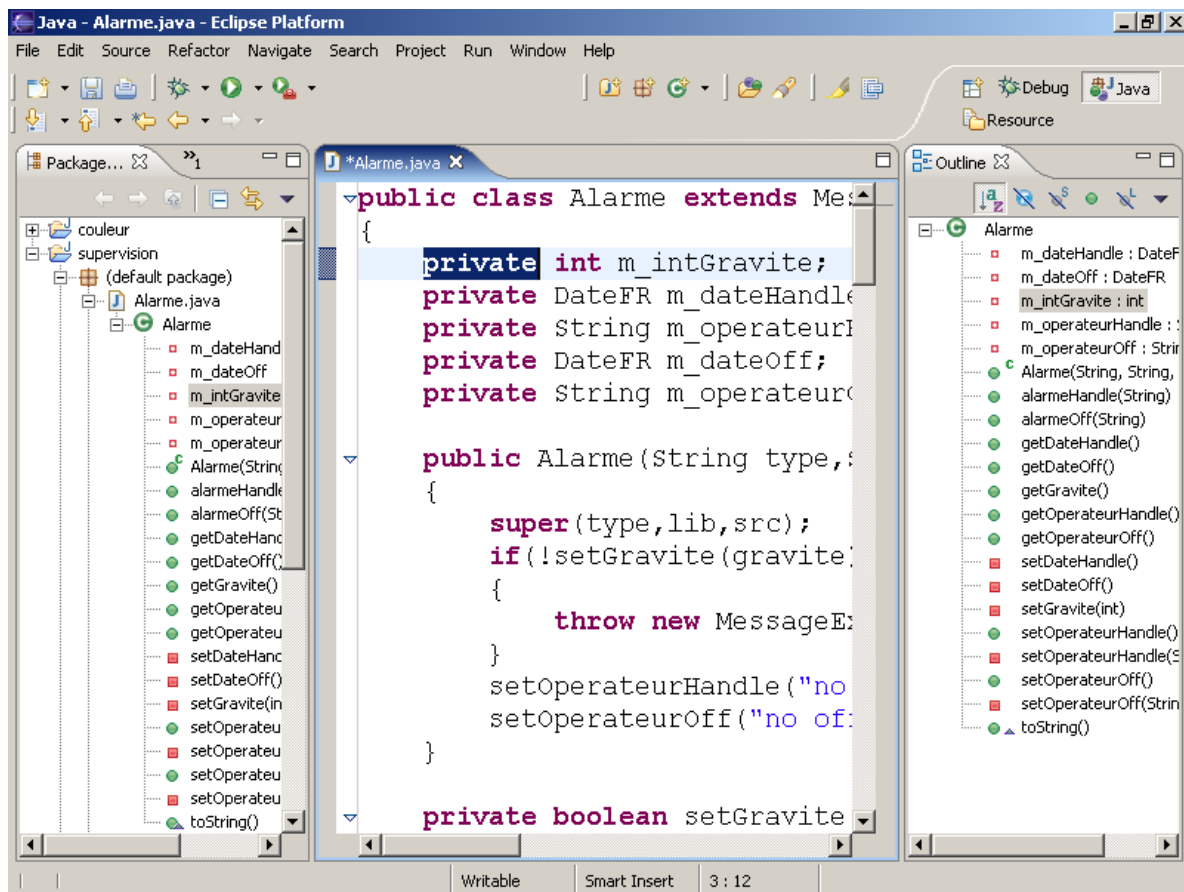 Java - Alarme.java - Eclipse Platform
File Edit Source Refactor Navigate Search Project Run Window Help
Debug Java
Resource
Package... »1
couleur
supervision
(default package)
Alarme.java
Alarme
m_dateHand
m_dateOff
m_intGravite
m_operateur
m_operateur
Alarme(String
alarmeHandle
alarmeOff(St
getDateHand
getDateOff()
getGravite()
getOperateu
getOperateu
setDateHand
setDateOff()
setGravite(in
setOperateu
setOperateu
setOperateu
setOperateu
toString()
*Alarme.java
public class Alarme extends Mes
{
private int m_intGravite;
private DateFR m_dateHandle
private String m_operateurH
private DateFR m_dateOff;
private String m_operateurO
public Alarme(String type,s
{
super(type,lib,src);
if(!setGravite(gravite)
{
throw new MessageEx
}
setOperateurHandle("no
setOperateurOff("no off
}
private boolean setGravite
Outline
Alarme
m_dateHandle : DateF
m_dateOff : DateFR
m_intGravite : int
m_operateurHandle : S
m_operateurOff : Strin
Alarme(String, String,
alarmeHandle(String)
alarmeOff(String)
getDateHandle()
getDateOff()
getGravite()
getOperateurHandle()
getOperateurOff()
setDateHandle()
setDateOff()
setGravite(int)
setOperateurHandle()
setOperateurHandle(S
setOperateurOff()
setOperateurOff(Strin
toString()
Writable Smart Insert 3 : 12